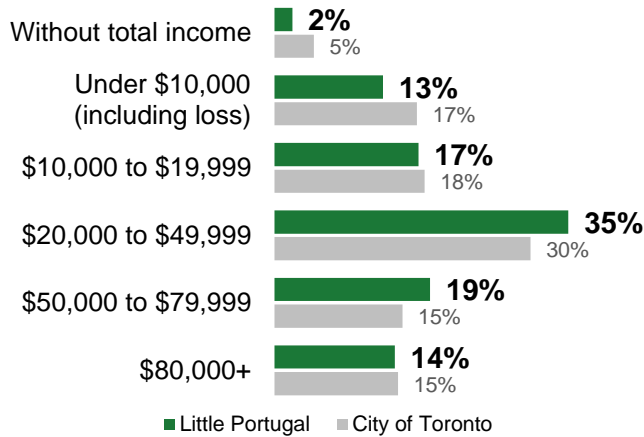 Without total income
2%
5%
Under $10,000
(including loss)
13%
17%
$10,000 to $19,999
17%
18%
$20,000 to $49,999
35%
30%
$50,000 to $79,999
19%
15%
$80,000+
14%
15%
Little Portugal City of Toronto